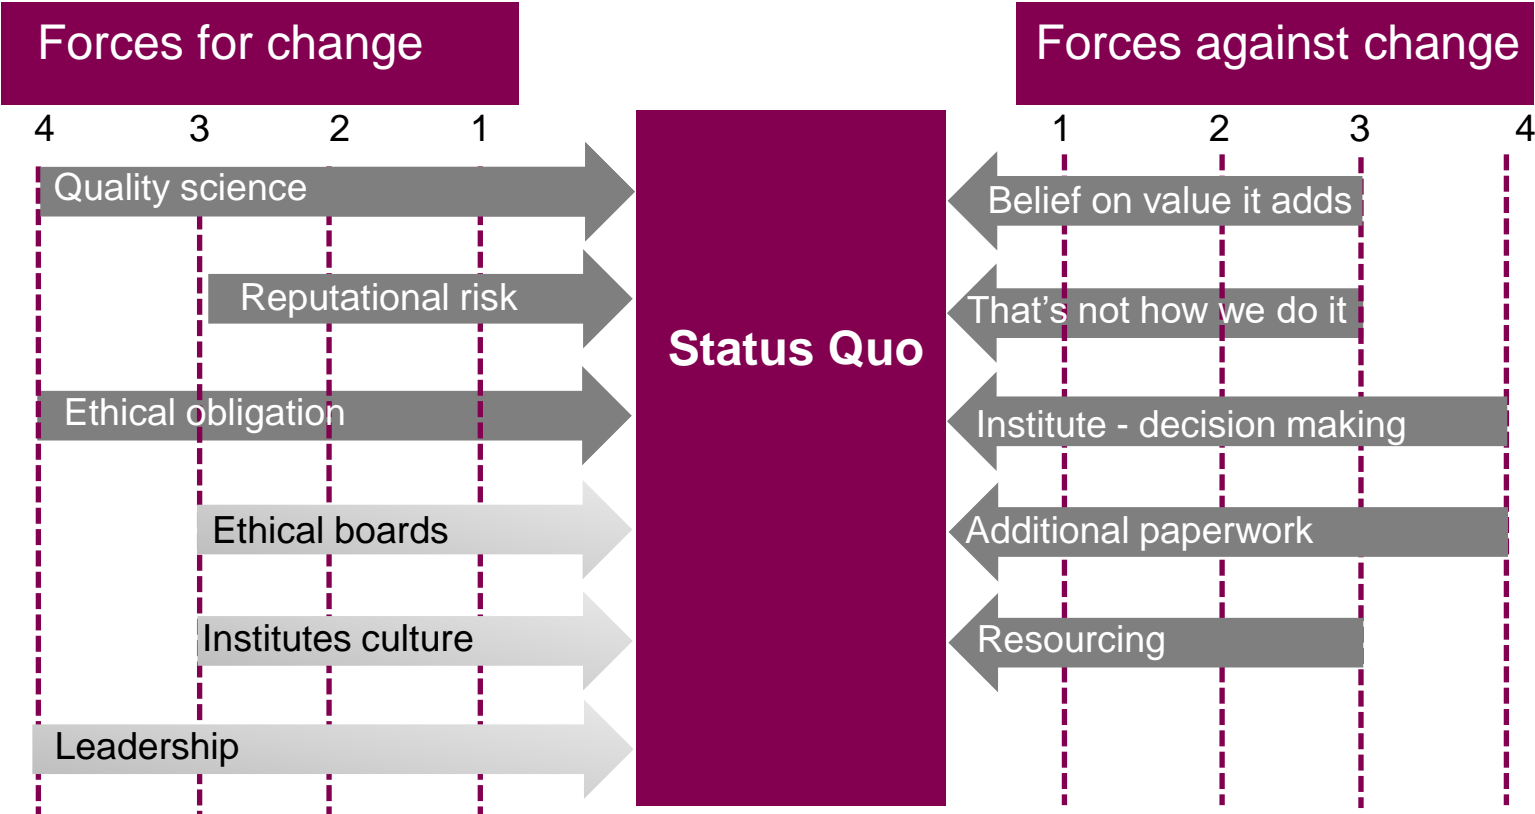 Forces for change
Forces against change
4 3 2 1
1 2 3 4
Quality science
Reputational risk
Ethical obligation
Ethical boards
Institutes culture
Leadership
Status Quo
Belief on value it adds
That's not how we do it
Institute - decision making
Additional paperwork
Resourcing